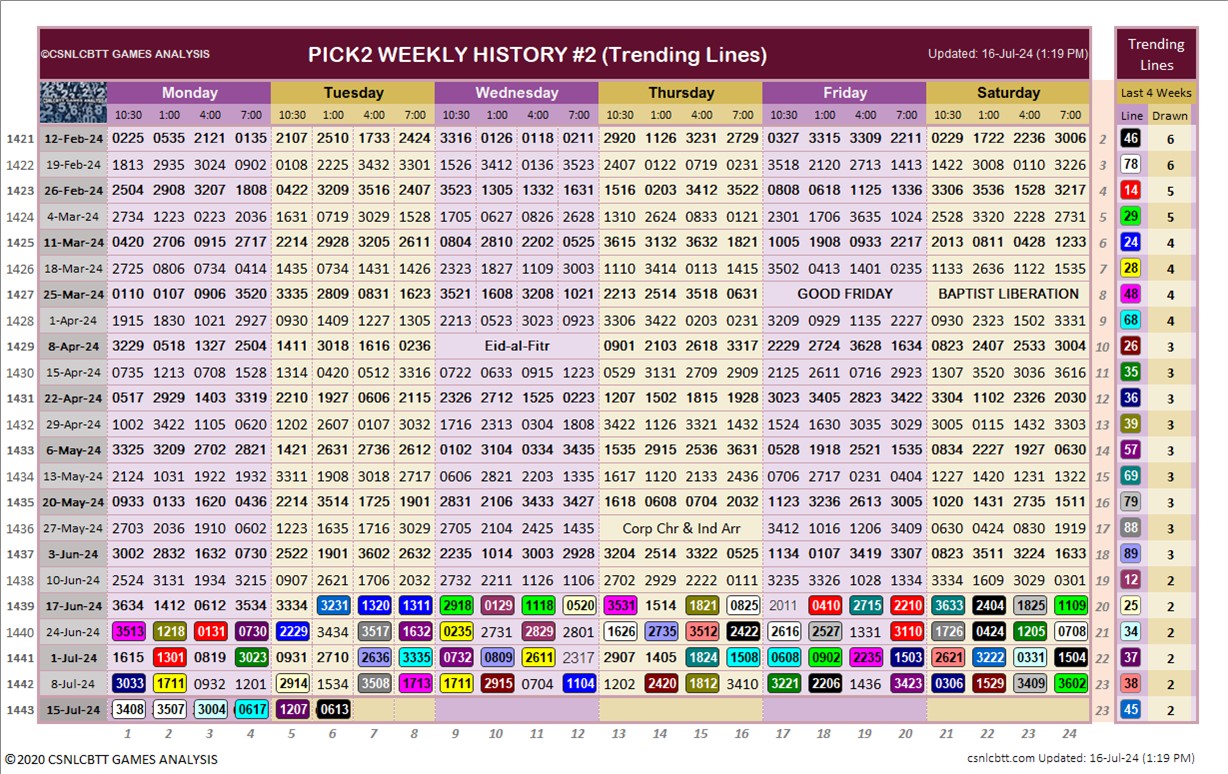 ©CSNLCBTT GAMES ANALYSIS PICK2 WEEKLY HISTORY #2 (Trending Lines) Updated: 16-Jul-24 (1:19 PM) Trending Lines
Monday Tuesday Wednesday Thursday Friday Saturday Last 4 Weeks
10:30 1:00 4:00 7:00 10:30 1:00 4:00 7:00 10:30 1:00 4:00 7:00 10:30 1:00 4:00 7:00 10:30 1:00 4:00 7:00 10:30 1:00 4:00 7:00 Line Drawn
1421 12-Feb-24 0225 0535 2121 0135 2107 2510 1733 2424 3316 0126 0118 0211 2920 1126 3231 2729 0327 3315 3309 2211 0229 1722 2236 3006 2 46 6
1422 19-Feb-24 1813 2935 3024 0902 0108 2225 3432 3301 1526 3412 0136 3523 2407 0122 0719 0231 3518 2120 2713 1413 1422 3008 0110 3226 3 78 6
1423 26-Feb-24 2504 2908 3207 1808 0422 3209 3516 2407 3523 1305 1332 1631 1516 0203 3412 3522 0808 0618 1125 1336 3306 3536 1528 3217 4 14 5
1424 4-Mar-24 2734 1223 0223 2036 1631 0719 3029 1528 1705 0627 0826 2628 1310 2624 0833 0121 2301 1706 3635 1024 2528 3320 2228 2731 5 29 5
1425 11-Mar-24 0420 2706 0915 2717 2214 2928 3205 2611 0804 2810 2202 0525 3615 3132 3632 1821 1005 1908 0933 2217 2013 0811 0428 1233 6 24 4
1426 18-Mar-24 2725 0806 0734 0414 1435 0734 1431 1426 2323 1827 1109 3003 1110 3414 0113 1415 3502 0413 1401 0235 1133 2636 1122 1535 7 28 4
1427 25-Mar-24 0110 0107 0906 3520 3335 2809 0831 1623 3521 1608 3208 1021 2213 2514 3518 0631 GOOD FRIDAY BAPTIST LIBERATION 8 48 4
1428 1-Apr-24 1915 1830 1021 2927 0930 1409 1227 1305 2213 0523 3023 0923 3306 3422 0003 0231 3209 0929 1135 2227 0930 2323 1502 3331 9 68 4
1429 8-Apr-24 3229 0518 1327 2504 1411 3018 1616 0236 Eid-al-Fitr 0901 2103 2618 3317 2229 2724 3628 1634 0823 2407 2533 3004 10 26 3
1430 15-Apr-24 0735 1213 0708 1528 1314 0420 0512 3316 0722 0633 0915 1223 0529 3131 2709 2909 2125 2611 0716 2923 1307 3520 3036 3616 11 35 3
1431 22-Apr-24 0517 2929 1403 3319 2210 1927 0606 2115 2326 2712 1525 0223 1207 1502 1815 1928 3023 3405 2823 3422 3304 1102 2326 2030 12 36 3
1432 29-Apr-24 1002 3422 1105 0620 1202 2607 0107 3032 1716 2313 0304 1808 3422 1126 3321 1432 1524 1630 3035 3029 3005 0115 1432 3303 13 39 3
1433 6-May-24 3325 3209 2702 2821 1421 2631 2736 2615 0102 3104 0334 3435 1535 2915 2536 3631 0528 1918 2521 1535 0834 2227 1927 0630 14 57 3
1434 13-May-24 2124 1031 1922 1932 3311 1908 3018 2711 0606 2821 2203 1335 1617 1120 2133 2436 0706 2717 0231 0404 1227 1420 1231 1322 15 69 3
1435 20-May-24 0933 0133 1620 0436 2214 3514 1725 1901 2831 2106 3433 3427 1618 0608 0704 2032 1123 3236 2613 3005 1020 1431 2735 1511 16 79 3
1436 27-May-24 2703 2036 1910 0602 1223 1635 1716 3029 2705 2104 2425 1435 Corp Chr & Ind Arr 3412 1016 1206 3409 0630 0424 0830 1919 17 88 3
1437 3-Jun-24 3002 2832 1632 0730 2522 1901 3602 2632 2235 1014 3003 2928 3204 2514 3322 0525 1134 0107 3419 3307 0823 3511 3224 1633 18 89 3
1438 10-Jun-24 2524 3131 1934 3215 0907 2621 1706 2032 2732 2211 1126 1106 2702 2929 2222 0111 3235 3326 1028 1334 3334 1609 3029 0301 19 12 2
1439 17-Jun-24 3634 1412 0612 3534 3334 3231 1320 1311 2918 0129 1118 0520 3531 1514 1821 0825 2011 0410 2715 2210 3633 2404 1825 1109 20 25 2
1440 24-Jun-24 3513 1218 0131 0730 2229 3434 3517 1632 0235 2731 2829 2801 1626 2735 3512 2422 2616 2527 1331 3110 1726 0424 1205 0708 21 34 2
1441 1-Jul-24 1615 1301 0819 3023 0931 2710 2636 3335 0732 0809 2611 2317 2907 1405 1824 1508 0608 0902 2235 1503 2621 3222 0331 1504 22 37 2
1442 8-Jul-24 3033 1711 0932 1201 2914 1534 3508 1713 1711 2915 0704 1104 1202 2420 1812 3410 3221 2206 1436 3423 0306 1529 3409 3602 23 38 2
1443 15-Jul-24 3408 3507 3004 0617 1207 0613 23 45 2
1 2 3 4 5 6 7 8 9 10 11 12 13 14 15 16 17 18 19 20 21 22 23 24
©2020 CSNLCBTT GAMES ANALYSIS csnlcbtt.com Updated: 16-Jul-24 (1:19 PM)